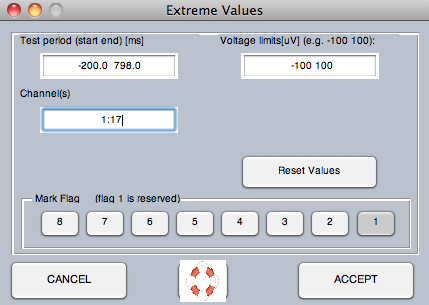 Extreme Values
Test period (start end) [ms]
Voltage limits[uV] (e.g. -100 100):
-200.0 798.0
-100 100
Channel(s)
1:17
Reset Values
Mark Flag (flag 1 is reserved)
8 7 6 5 4 3 2 1
CANCEL
ACCEPT